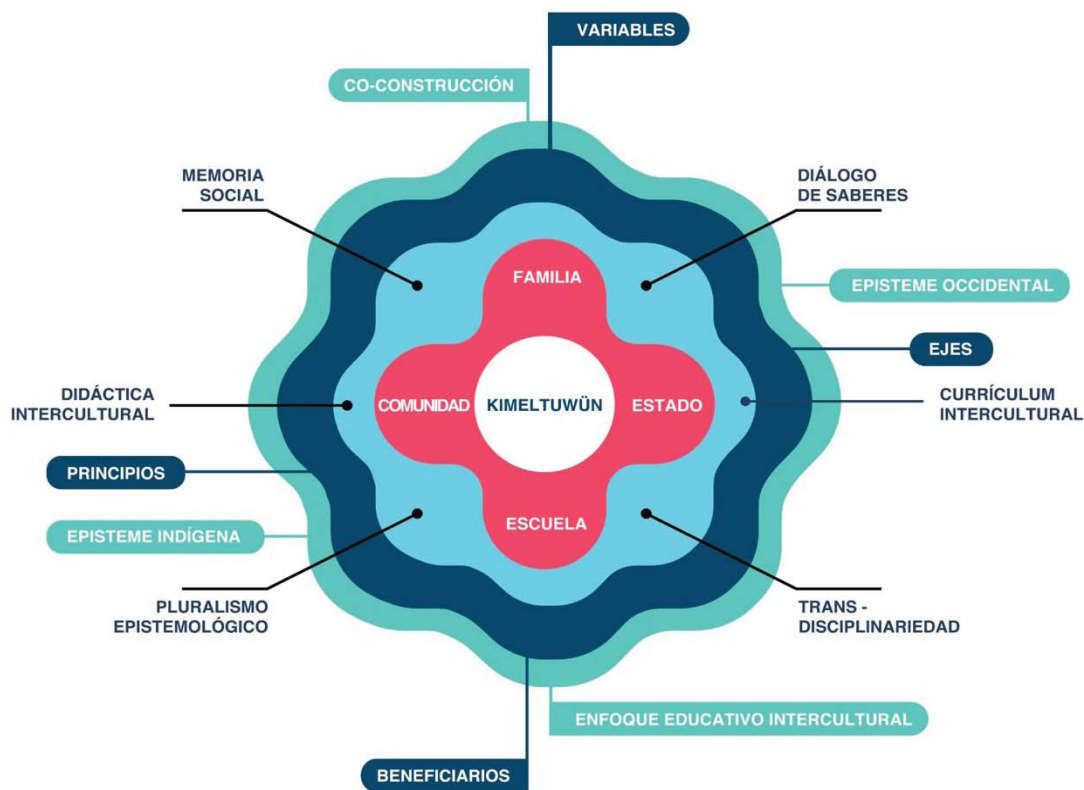 VARIABLES
CO-CONSTRUCCIÓN
MEMORIA
SOCIAL
DIÁLOGO
DE SABERES
FAMILIA
EPISTEME OCCIDENTAL
EJES
DIDÁCTICA
INTERCULTURAL
COMUNIDAD
KIMELTUWÜN
ESTADO
CURRÍCULUM
INTERCULTURAL
PRINCIPIOS
EPISTEME INDÍGENA
ESCUELA
PLURALISMO
EPISTEMOLÓGICO
TRANS -
DISCIPLINARIEDAD
ENFOQUE EDUCATIVO INTERCULTURAL
BENEFICIARIOS